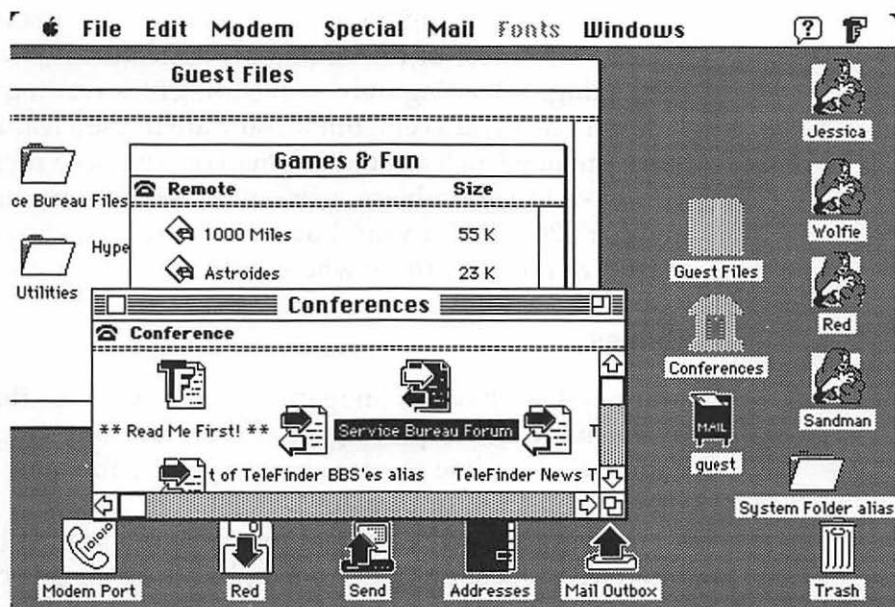 File Edit Modem Special Mail Fonts Windows
Guest Files
Jessica
Games & Fun
Remote Size
ce Bureau Files
1000 Miles 55 K
Wolfie
Hype
Astroides 23 K
Guest Files
Utilities
Conferences
Red
Conference
Conferences
** Read Me First! ** Service Bureau Forum T
MAIL
Sandman
guest
t of TeleFinder BBS'es alias TeleFinder News T
System Folder alias
010101
Modem Port Red Send Addresses Mail Outbox Trash